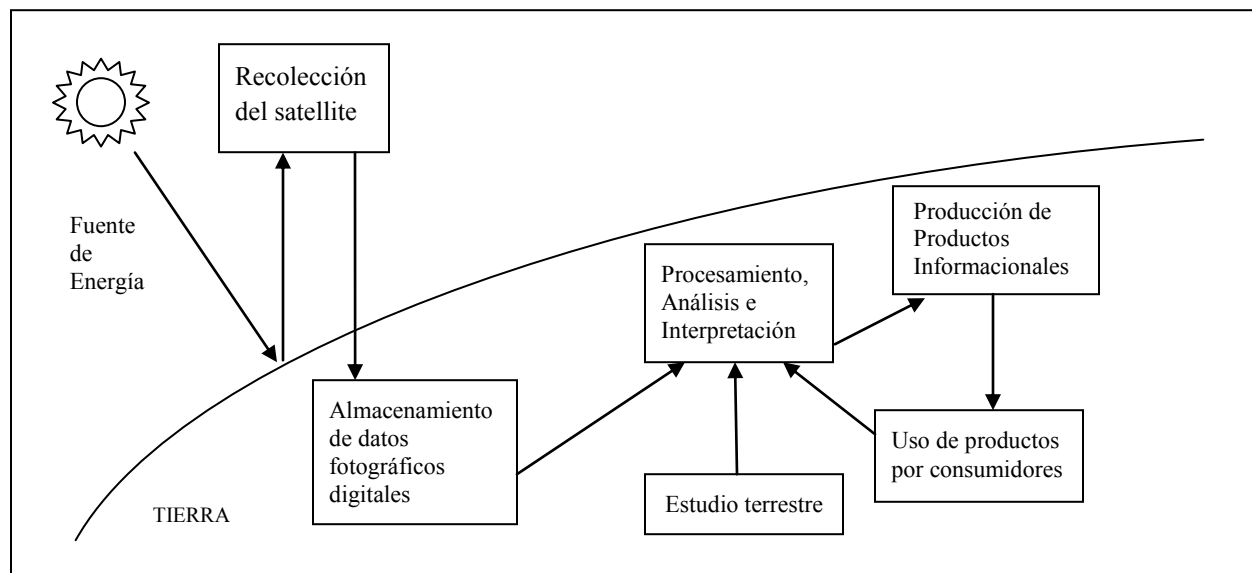 Recolección
del satellite
Fuente
de
Energía
Producción de
Productos
Informacionales
Procesamiento,
Análisis e
Interpretación
Almacenamiento
de datos
fotográficos
digitales
Uso de productos
por consumidores
Estudio terrestre
TIERRA